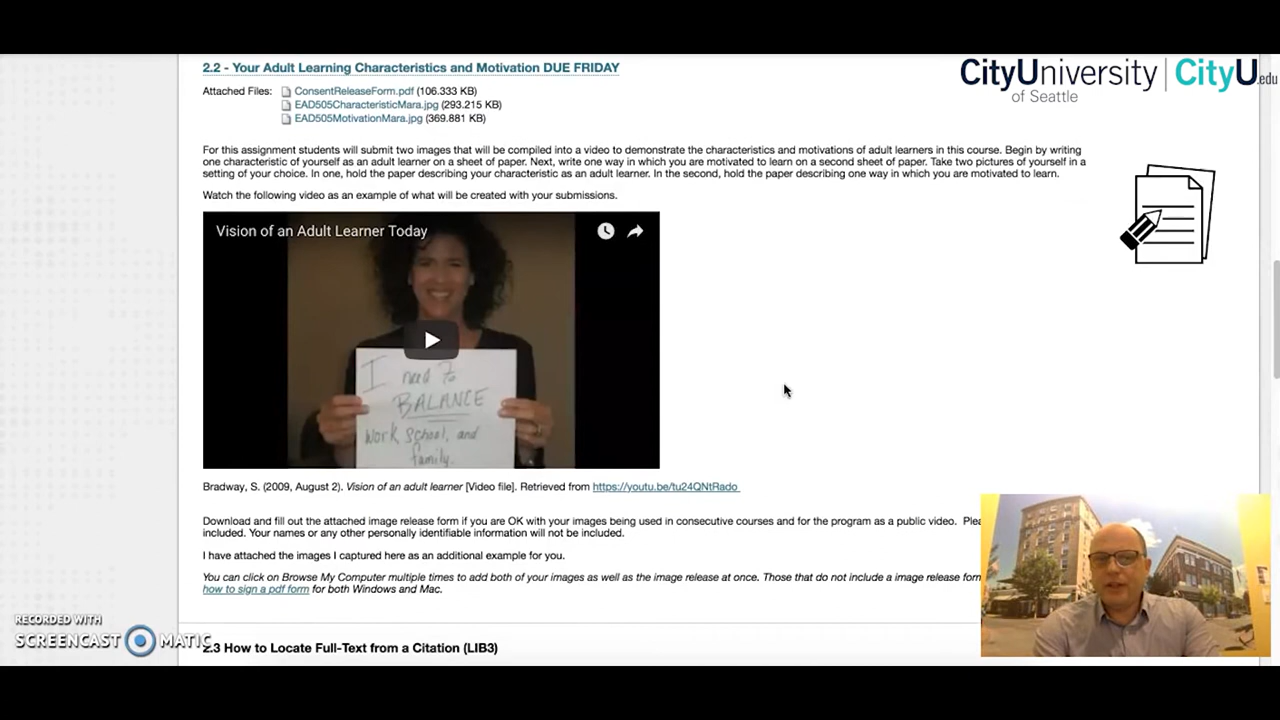 2.2 - Your Adult Learning Characteristics and Motivation DUE FRIDAY
CityUniversity | CityU.edu
of Seattle
Attached Files: ConsentReleaseForm.pdf (106.333 KB)
EAD505CharacteristicMara.jpg (293.215 KB)
EAD505MotivationMara.jpg (369.881 KB)
For this assignment students will submit two images that will be compiled into a video to demonstrate the characteristics and motivations of adult learners in this course. Begin by writing
one characteristic of yourself as an adult learner on a sheet of paper. Next, write one way in which you are motivated to learn on a second sheet of paper. Take two pictures of yourself in a
setting of your choice. In one, hold the paper describing your characteristic as an adult learner. In the second, hold the paper describing one way in which you are motivated to learn.
Watch the following video as an example of what will be created with your submissions.
Vision of an Adult Learner Today
I need to
BALANCE
work school, and
family.
Bradway, S. (2009, August 2). Vision of an adult learner [Video file]. Retrieved from https://youtu.be/tu24QNtRado
Download and fill out the attached image release form if you are OK with your images being used in consecutive courses and for the program as a public video.
included. Your names or any other personally identifiable information will not be included.
I have attached the images I captured here as an additional example for you.
You can click on Browse My Computer multiple times to add both of your images as well as the image release at once. Those that do not include a image release form
how to sign a pdf form for both Windows and Mac.
RECORDED WITH
SCREENCAST MATIC
2.3 How to Locate Full-Text from a Citation (LIB3)